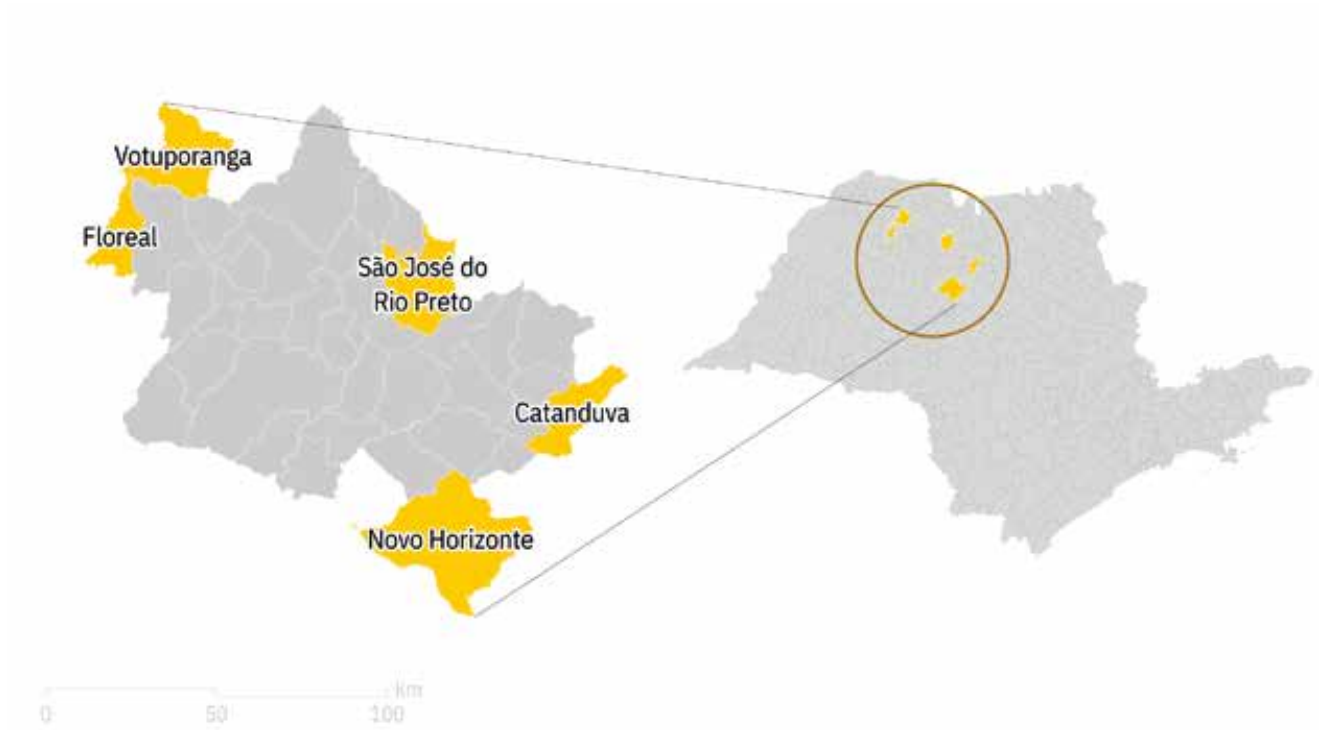 Votuporanga
Floreal
São José do
Rio Preto
Catanduva
Novo Horizonte
km
0 50 100